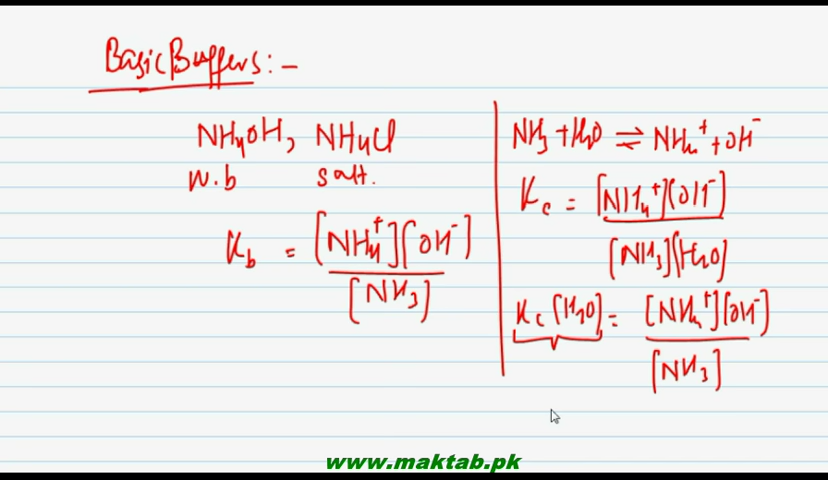 Basic Buffers:-
NH4OH, NH4Cl
w.b salt.
Kb = [NH4+][OH-]
[NH3]
NH3 + H2O ⇌ NH4+ + OH-
Kc = [NH4+][OH-]
[NH3][H2O]
Kc[H2O] = [NH4+][OH-]
[NH3]
www.maktab.pk